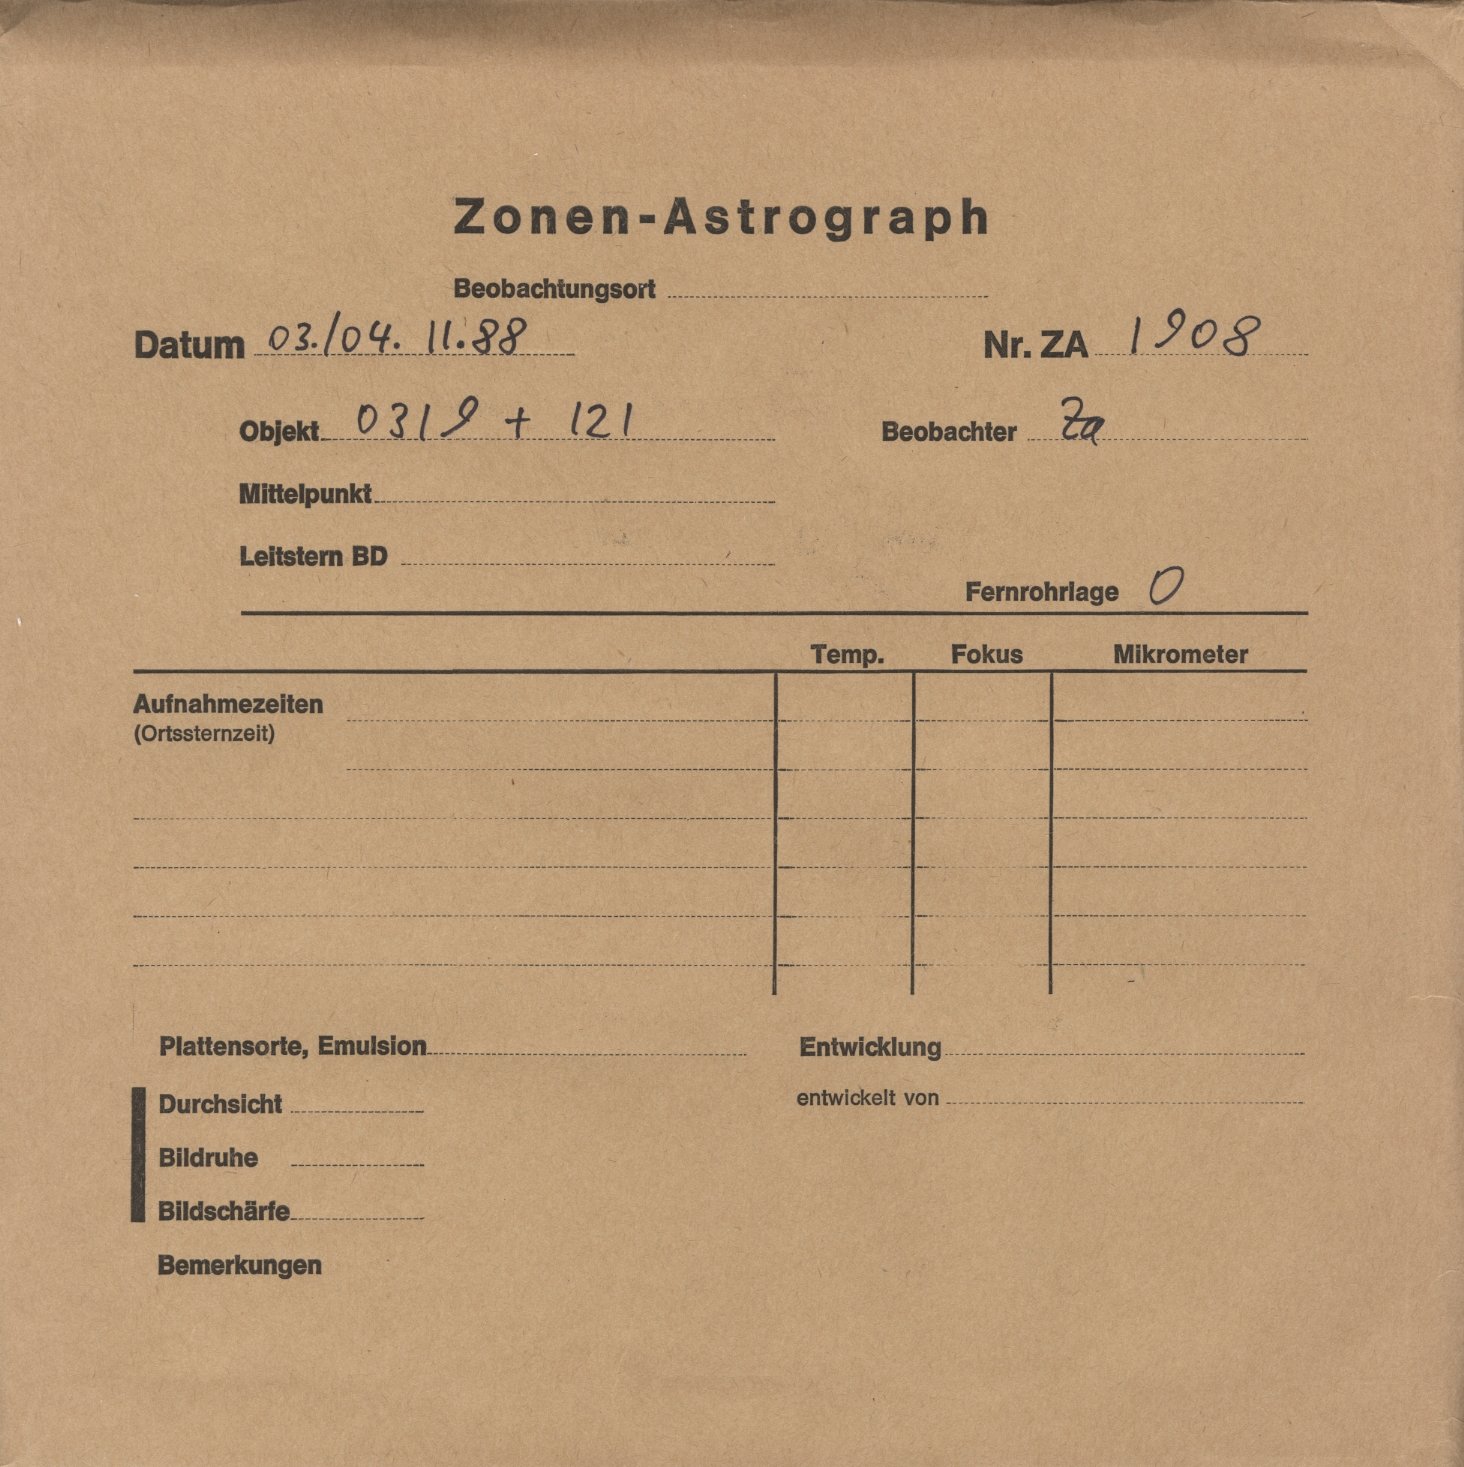 Zonen-Astrograph
Beobachtungsort
Datum 03./04. 11.88 Nr. ZA 1908
Objekt 0319 + 121 Beobachter Za
Mittelpunkt
Leitstern BD
Fernrohrlage O
Temp. Fokus Mikrometer
Aufnahmezeiten
(Ortssternzeit)
Plattensorte, Emulsion Entwicklung
Durchsicht entwickelt von
Bildruhe
Bildschärfe
Bemerkungen